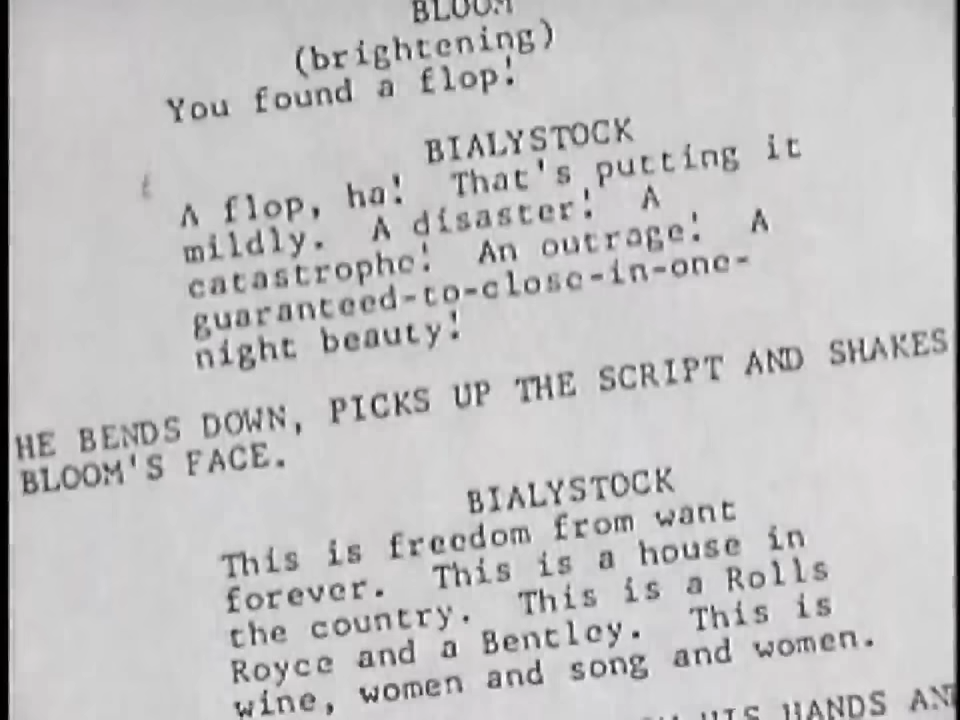 BLOOM
(brightening)
You found a flop!
BIALYSTOCK
A flop, ha! That's putting it
mildly. A disaster! A
catastrophe! An outrage! A
guaranteed-to-close-in-one-
night beauty!
HE BENDS DOWN, PICKS UP THE SCRIPT AND SHAKES
BLOOM'S FACE.
BIALYSTOCK
This is freedom from want
forever. This is a house in
the country. This is a Rolls
Royce and a Bentley. This is
wine, women and song and women.
HIS HANDS